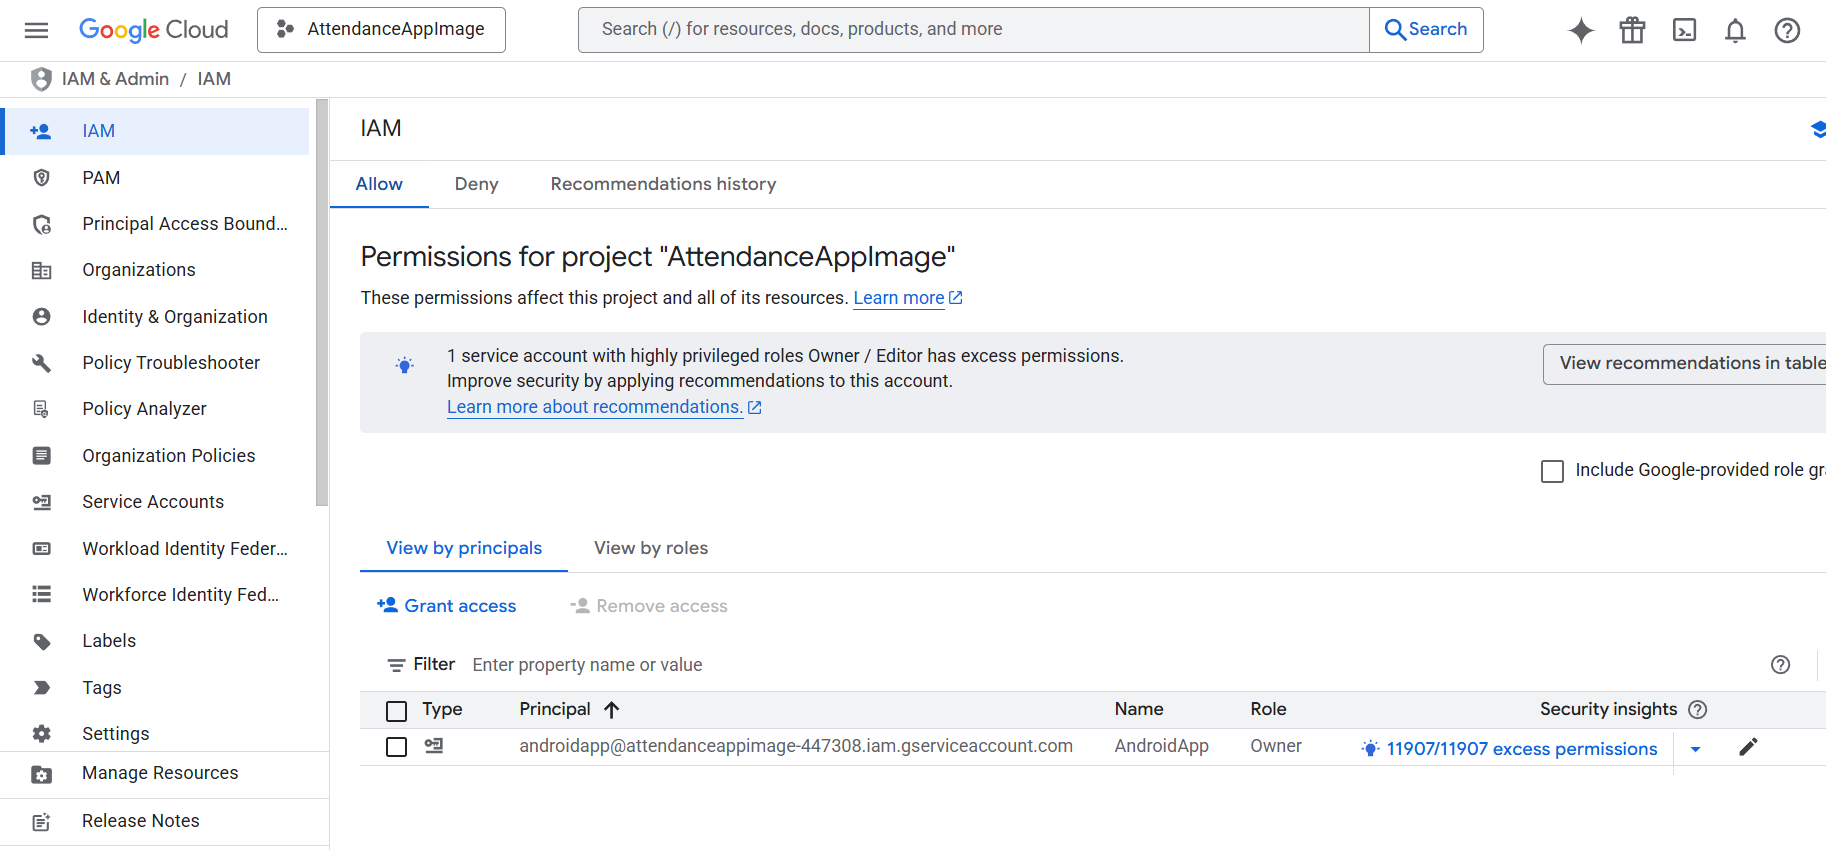 Google Cloud
AttendanceAppImage
Search (/) for resources, docs, products, and more
Search
IAM & Admin / IAM
IAM
PAM
Principal Access Bound...
Organizations
Identity & Organization
Policy Troubleshooter
Policy Analyzer
Organization Policies
Service Accounts
Workload Identity Feder...
Workforce Identity Fed...
Labels
Tags
Settings
Manage Resources
Release Notes
IAM
Allow Deny Recommendations history
Permissions for project "AttendanceAppImage"
These permissions affect this project and all of its resources. Learn more
1 service account with highly privileged roles Owner / Editor has excess permissions.
Improve security by applying recommendations to this account.
Learn more about recommendations.
View recommendations in table
Include Google-provided role gr
View by principals View by roles
Grant access Remove access
Filter Enter property name or value
Type Principal Name Role Security insights
androidapp@attendanceappimage-447308.iam.gserviceaccount.com AndroidApp Owner 11907/11907 excess permissions